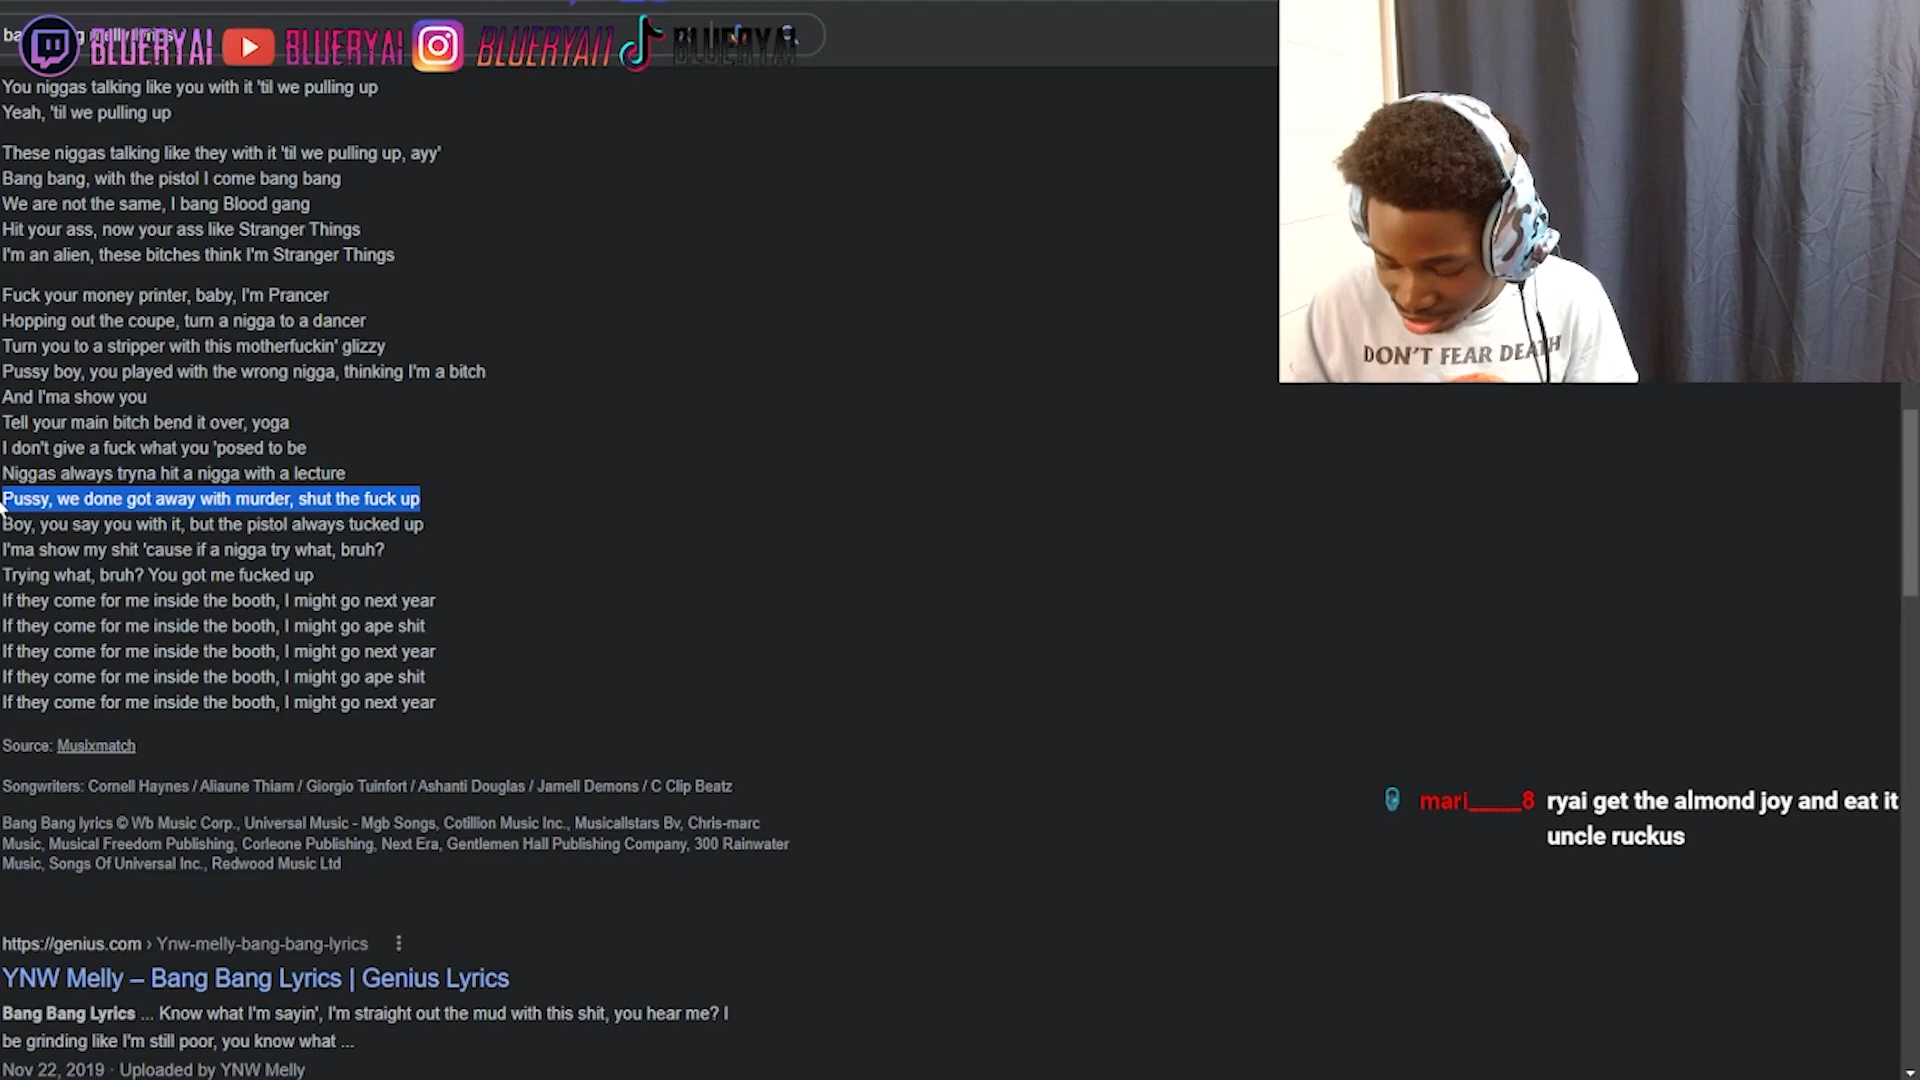 BLUERYAI BLUERYAI BLUERYAI1 BLUERYAI
You niggas talking like you with it 'til we pulling up
Yeah, 'til we pulling up
These niggas talking like they with it 'til we pulling up, ayy'
Bang bang, with the pistol I come bang bang
We are not the same, I bang Blood gang
Hit your ass, now your ass like Stranger Things
I'm an alien, these bitches think I'm Stranger Things
Fuck your money printer, baby, I'm Prancer
Hopping out the coupe, turn a nigga to a dancer
Turn you to a stripper with this motherfuckin' glizzy
Pussy boy, you played with the wrong nigga, thinking I'm a bitch
And I'ma show you
Tell your main bitch bend it over, yoga
I don't give a fuck what you 'posed to be
Niggas always tryna hit a nigga with a lecture
Pussy, we done got away with murder, shut the fuck up
Boy, you say you with it, but the pistol always tucked up
I'ma show my shit 'cause if a nigga try what, bruh?
Trying what, bruh? You got me fucked up
If they come for me inside the booth, I might go next year
If they come for me inside the booth, I might go ape shit
If they come for me inside the booth, I might go next year
If they come for me inside the booth, I might go ape shit
If they come for me inside the booth, I might go next year
Source: Musixmatch
Songwriters: Cornell Haynes / Aliaune Thiam / Giorgio Tuinfort / Ashanti Douglas / Jamell Demons / C Clip Beatz
Bang Bang lyrics © Wb Music Corp., Universal Music - Mgb Songs, Cotillion Music Inc., Musicallstars Bv, Chris-marc
Music, Musical Freedom Publishing, Corleone Publishing, Next Era, Gentlemen Hall Publishing Company, 300 Rainwater
Music, Songs Of Universal Inc., Redwood Music Ltd
https://genius.com › Ynw-melly-bang-bang-lyrics
YNW Melly – Bang Bang Lyrics | Genius Lyrics
Bang Bang Lyrics ... Know what I'm sayin', I'm straight out the mud with this shit, you hear me? I
be grinding like I'm still poor, you know what ...
Nov 22, 2019 · Uploaded by YNW Melly
DON'T FEAR DEATH
mari_____8 ryai get the almond joy and eat it
uncle ruckus